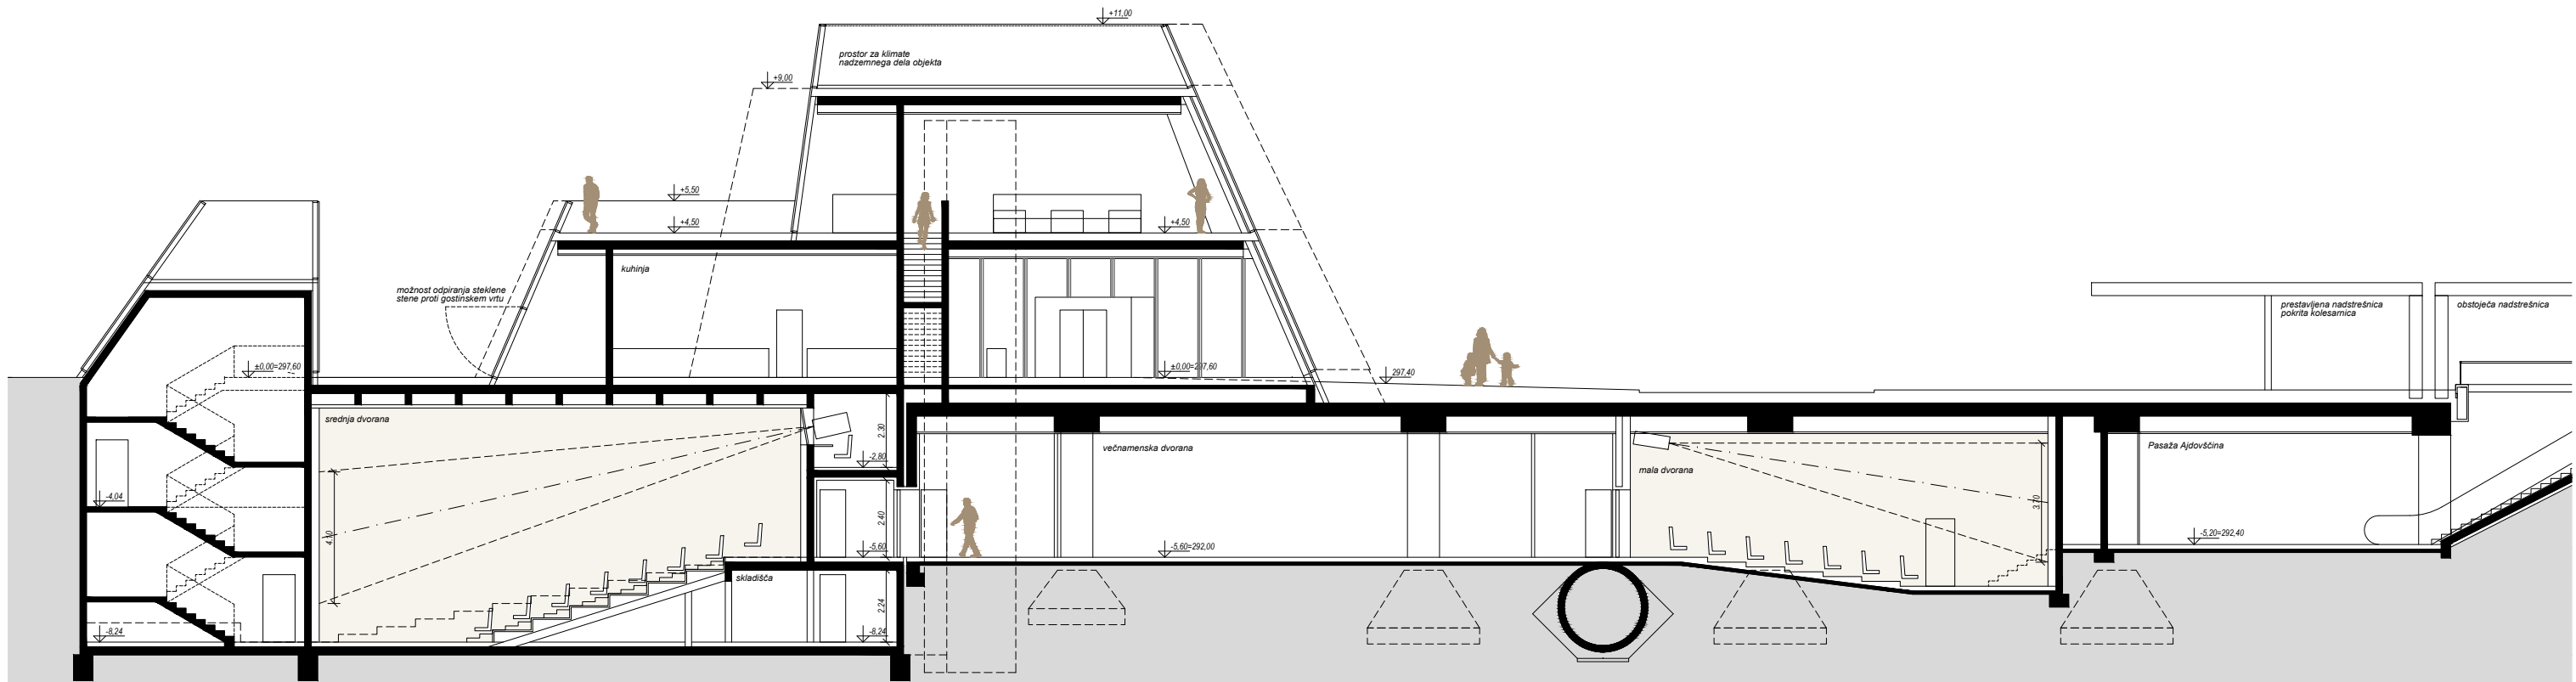 +11,00
prostor za klimate
nadzemnega dela objekta
+9,00
+5,50
+4,50
+4,50
kuhinja
možnost odpiranja steklene
stene proti gostinskem vrtu
prestavljena nadstrešnica
pokrita kolesarnica
obstoječa nadstrešnica
±0,00=297,60
±0,00=297,60
297,40
srednja dvorana
2.30
-2,80
večnamenska dvorana
mala dvorana
Pasaža Ajdovščina
-4,04
4.70
2.40
3.70
-5,60
-5,60=292,00
-5,20=292,40
skladišča
2.24
-8,24
-8,24